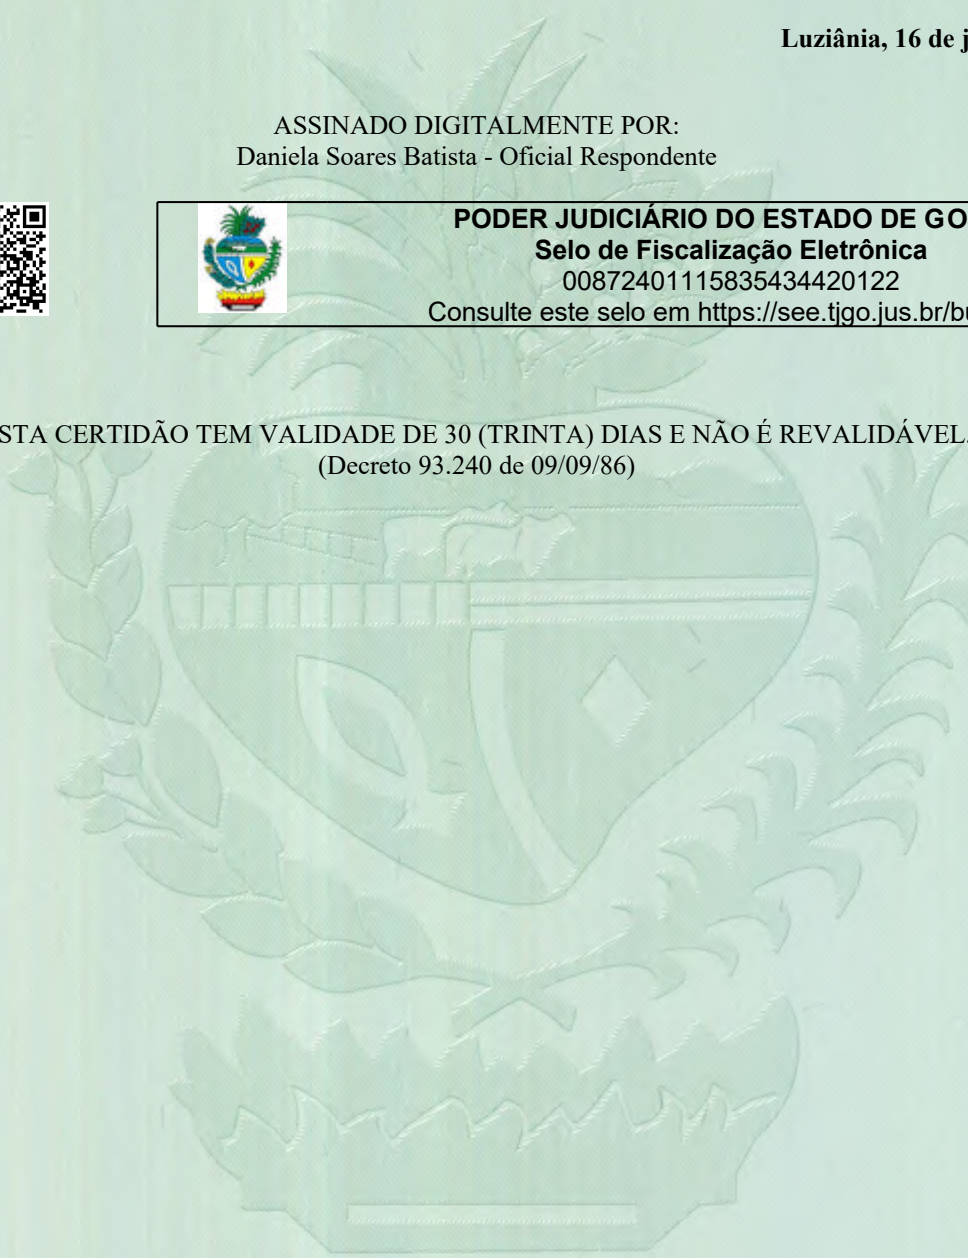 Luziânia, 16 de j
ASSINADO DIGITALMENTE POR:
Daniela Soares Batista - Oficial Respondente
PODER JUDICIÁRIO DO ESTADO DE GO
Selo de Fiscalização Eletrônica
00872401115835434420122
Consulte este selo em https://see.tjgo.jus.br/bu
STA CERTIDÃO TEM VALIDADE DE 30 (TRINTA) DIAS E NÃO É REVALIDÁVEL.
(Decreto 93.240 de 09/09/86)